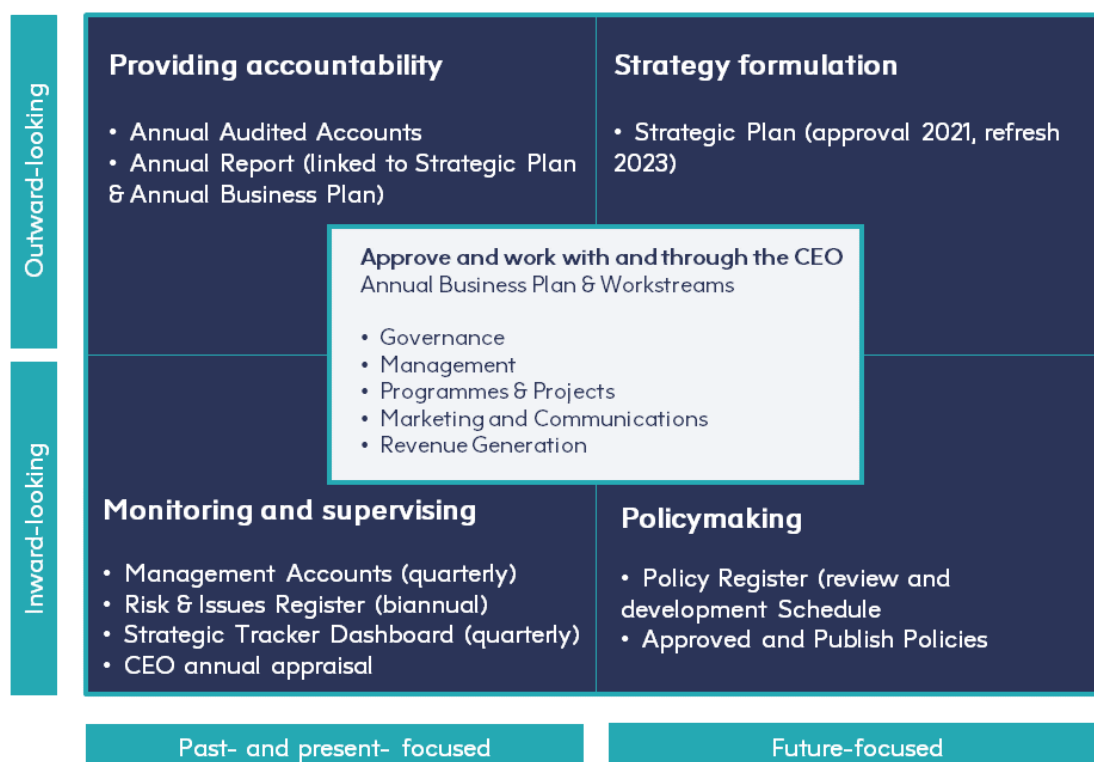 Outward-looking
Providing accountability
• Annual Audited Accounts
• Annual Report (linked to Strategic Plan
& Annual Business Plan)
Strategy formulation
• Strategic Plan (approval 2021, refresh
2023)
Approve and work with and through the CEO
Annual Business Plan & Workstreams
• Governance
• Management
• Programmes & Projects
• Marketing and Communications
• Revenue Generation
Inward-looking
Monitoring and supervising
• Management Accounts (quarterly)
• Risk & Issues Register (biannual)
• Strategic Tracker Dashboard (quarterly)
• CEO annual appraisal
Policymaking
• Policy Register (review and
development Schedule
• Approved and Publish Policies
Past- and present- focused
Future-focused